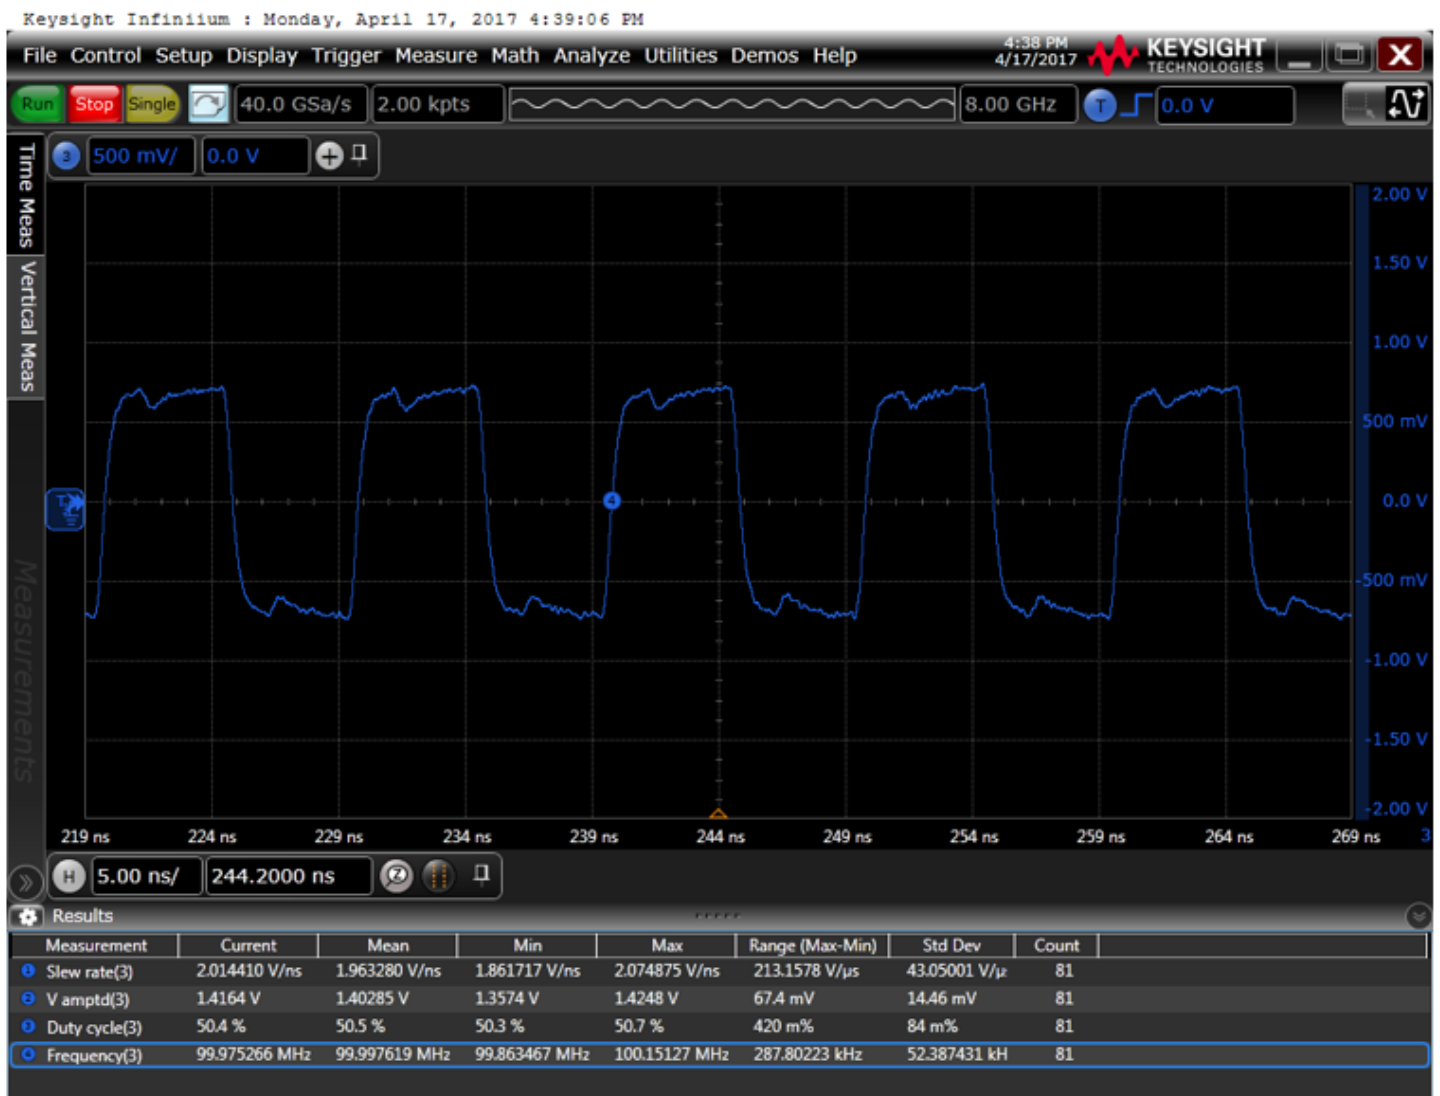 Keysight Infiniium : Monday, April 17, 2017 4:39:06 PM
File Control Setup Display Trigger Measure Math Analyze Utilities Demos Help
4:38 PM
4/17/2017
KEYSIGHT
TECHNOLOGIES
X
Run Stop Single 40.0 GSa/s 2.00 kpts 8.00 GHz T 0.0 V
3 500 mV/ 0.0 V +
Time Meas
Vertical Meas
Measurements
2.00 V
1.50 V
1.00 V
500 mV
0.0 V
-500 mV
-1.00 V
-1.50 V
-2.00 V
T
4
219 ns 224 ns 229 ns 234 ns 239 ns 244 ns 249 ns 254 ns 259 ns 264 ns 269 ns 3
H 5.00 ns/ 244.2000 ns Z
Results
Measurement Current Mean Min Max Range (Max-Min) Std Dev Count
1 Slew rate(3) 2.014410 V/ns 1.963280 V/ns 1.861717 V/ns 2.074875 V/ns 213.1578 V/µs 43.05001 V/µ 81
2 V amptd(3) 1.4164 V 1.40285 V 1.3574 V 1.4248 V 67.4 mV 14.46 mV 81
3 Duty cycle(3) 50.4 % 50.5 % 50.3 % 50.7 % 420 m% 84 m% 81
4 Frequency(3) 99.975266 MHz 99.997619 MHz 99.863467 MHz 100.15127 MHz 287.80223 kHz 52.387431 kH 81